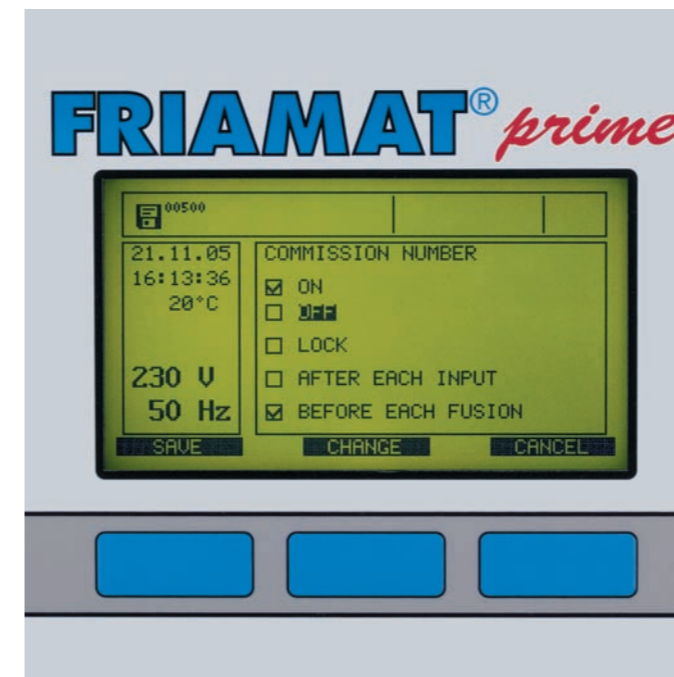 FRIAMAT® prime
00500
21.11.05
16:13:36
20°C
230 V
50 Hz
COMMISSION NUMBER
ON
OFF
LOCK
AFTER EACH INPUT
BEFORE EACH FUSION
SAVE CHANGE CANCEL